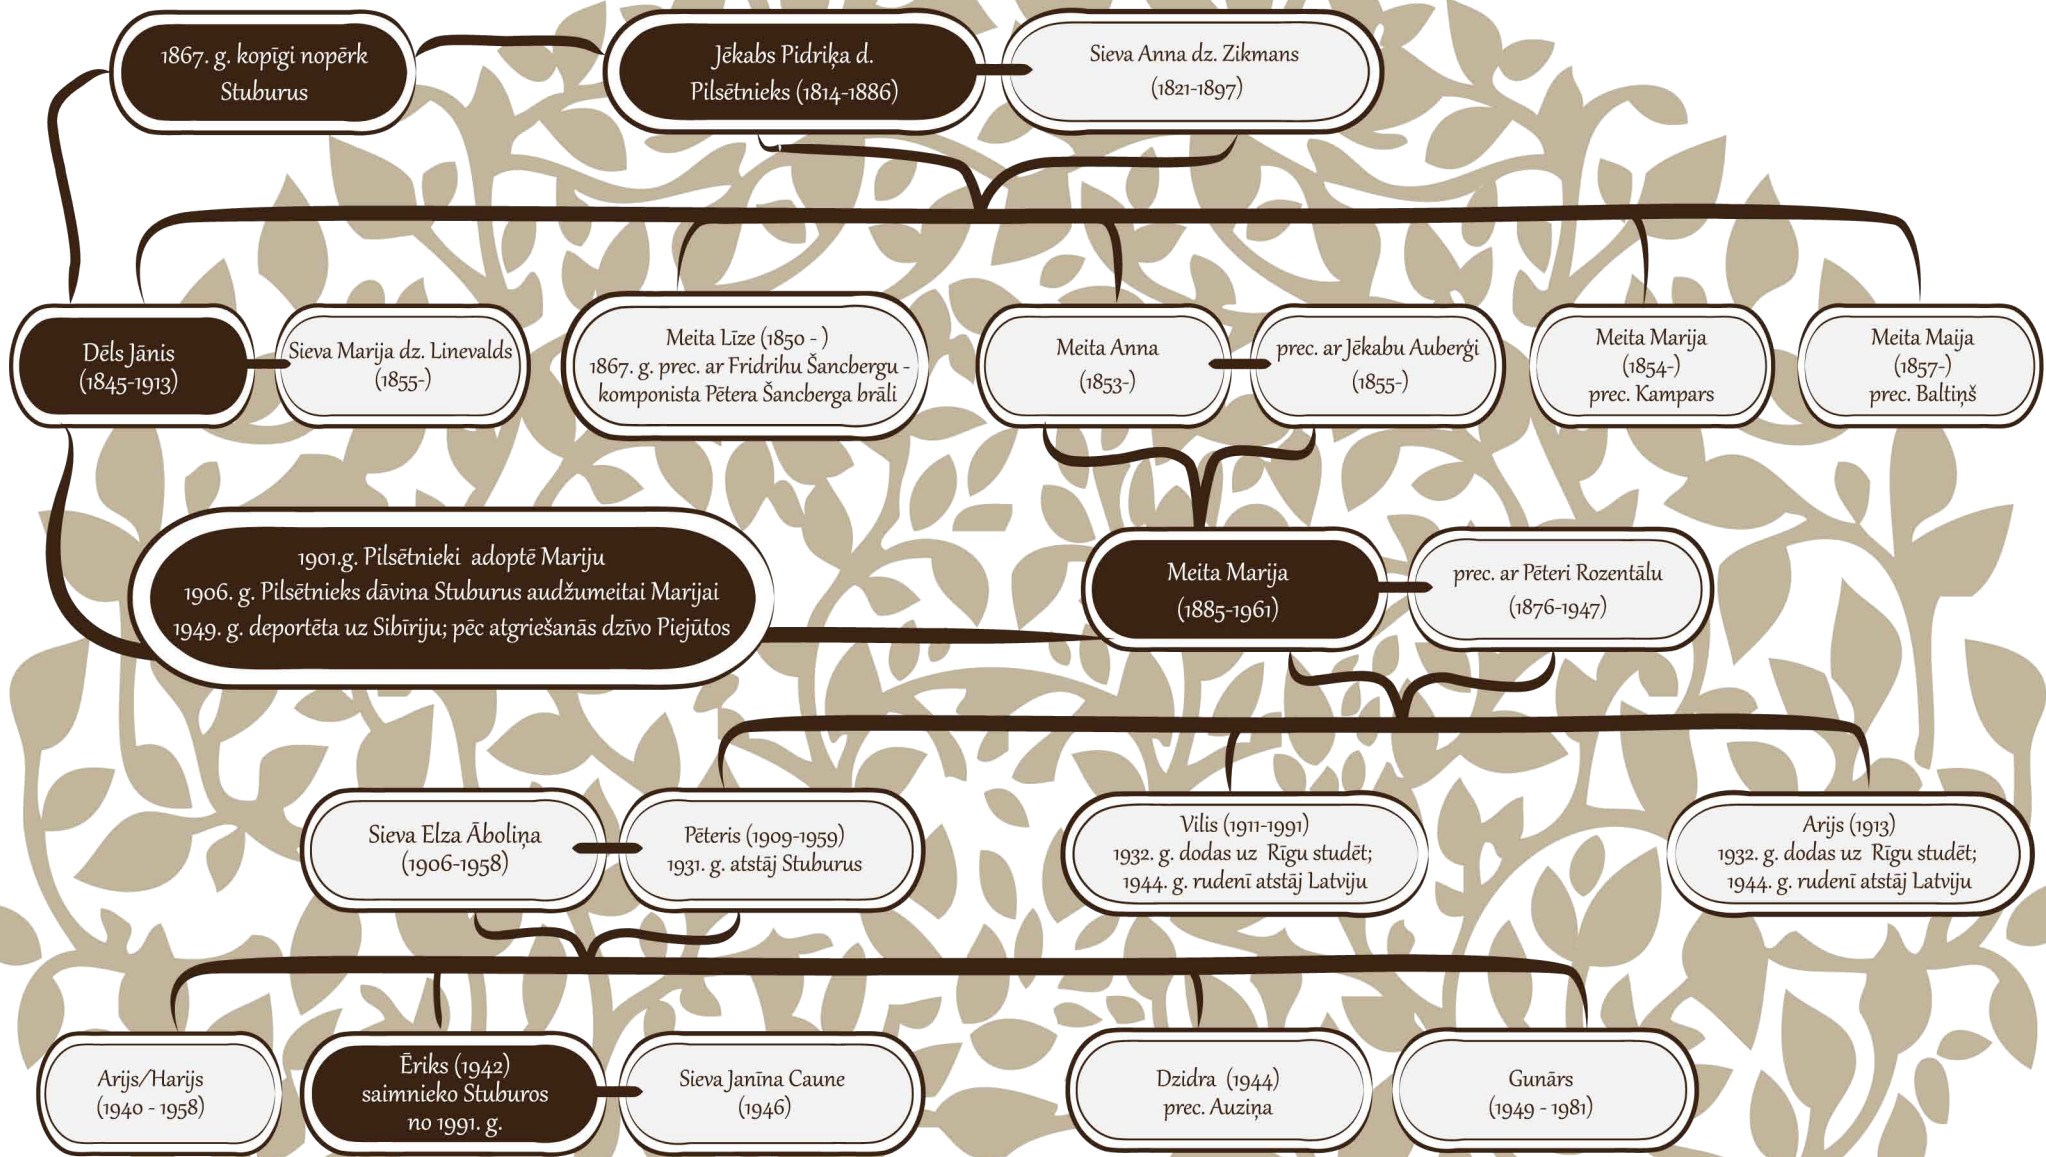 1867. g. kopīgi nopērk
Stuburus
Jēkabs Pidriķa d.
Pilsētnieks (1814-1886)
Sieva Anna dz. Zikmans
(1821-1897)
Dēls Jānis
(1845-1913)
Sieva Marija dz. Linevalds
(1855-)
Meita Līze (1850 - )
1867. g. prec. ar Fridrihu Šancbergu -
komponista Pētera Šancberga brāli
Meita Anna
(1853-)
prec. ar Jēkabu Auberģi
(1855-)
Meita Marija
(1854-)
prec. Kampars
Meita Maija
(1857-)
prec. Baltiņš
1901.g. Pilsētnieki adoptē Mariju
1906. g. Pilsētnieks dāvina Stuburus audžumeitai Marijai
1949. g. deportēta uz Sibīriju; pēc atgriešanās dzīvo Piejūtos
Meita Marija
(1885-1961)
prec. ar Pēteri Rozentālu
(1876-1947)
Sieva Elza Āboliņa
(1906-1958)
Pēteris (1909-1959)
1931. g. atstāj Stuburus
Vilis (1911-1991)
1932. g. dodas uz Rīgu studēt;
1944. g. rudenī atstāj Latviju
Arijs (1913)
1932. g. dodas uz Rīgu studēt;
1944. g. rudenī atstāj Latviju
Arijs/Harijs
(1940 - 1958)
Ēriks (1942)
saimnieko Stuburos
no 1991. g.
Sieva Janīna Caune
(1946)
Dzidra (1944)
prec. Auziņa
Gunārs
(1949 - 1981)